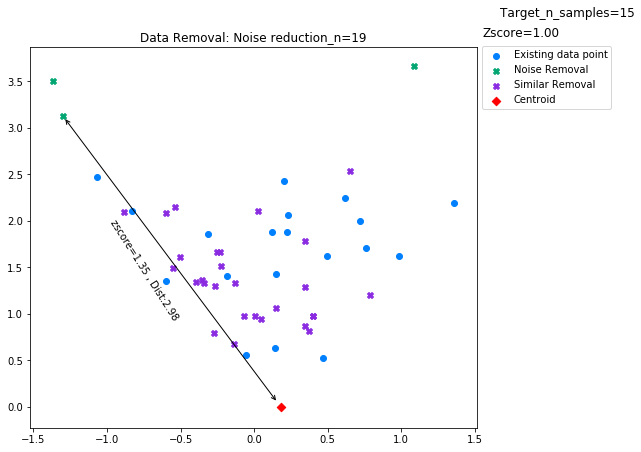 Target_n_samples=15
Zscore=1.00
Data Removal: Noise reduction_n=19
Existing data point
Noise Removal
Similar Removal
Centroid
3.5
3.0
2.5
2.0
1.5
1.0
0.5
0.0
zscore=1.35 , Dist:2.98
−1.5 −1.0 −0.5 0.0 0.5 1.0 1.5